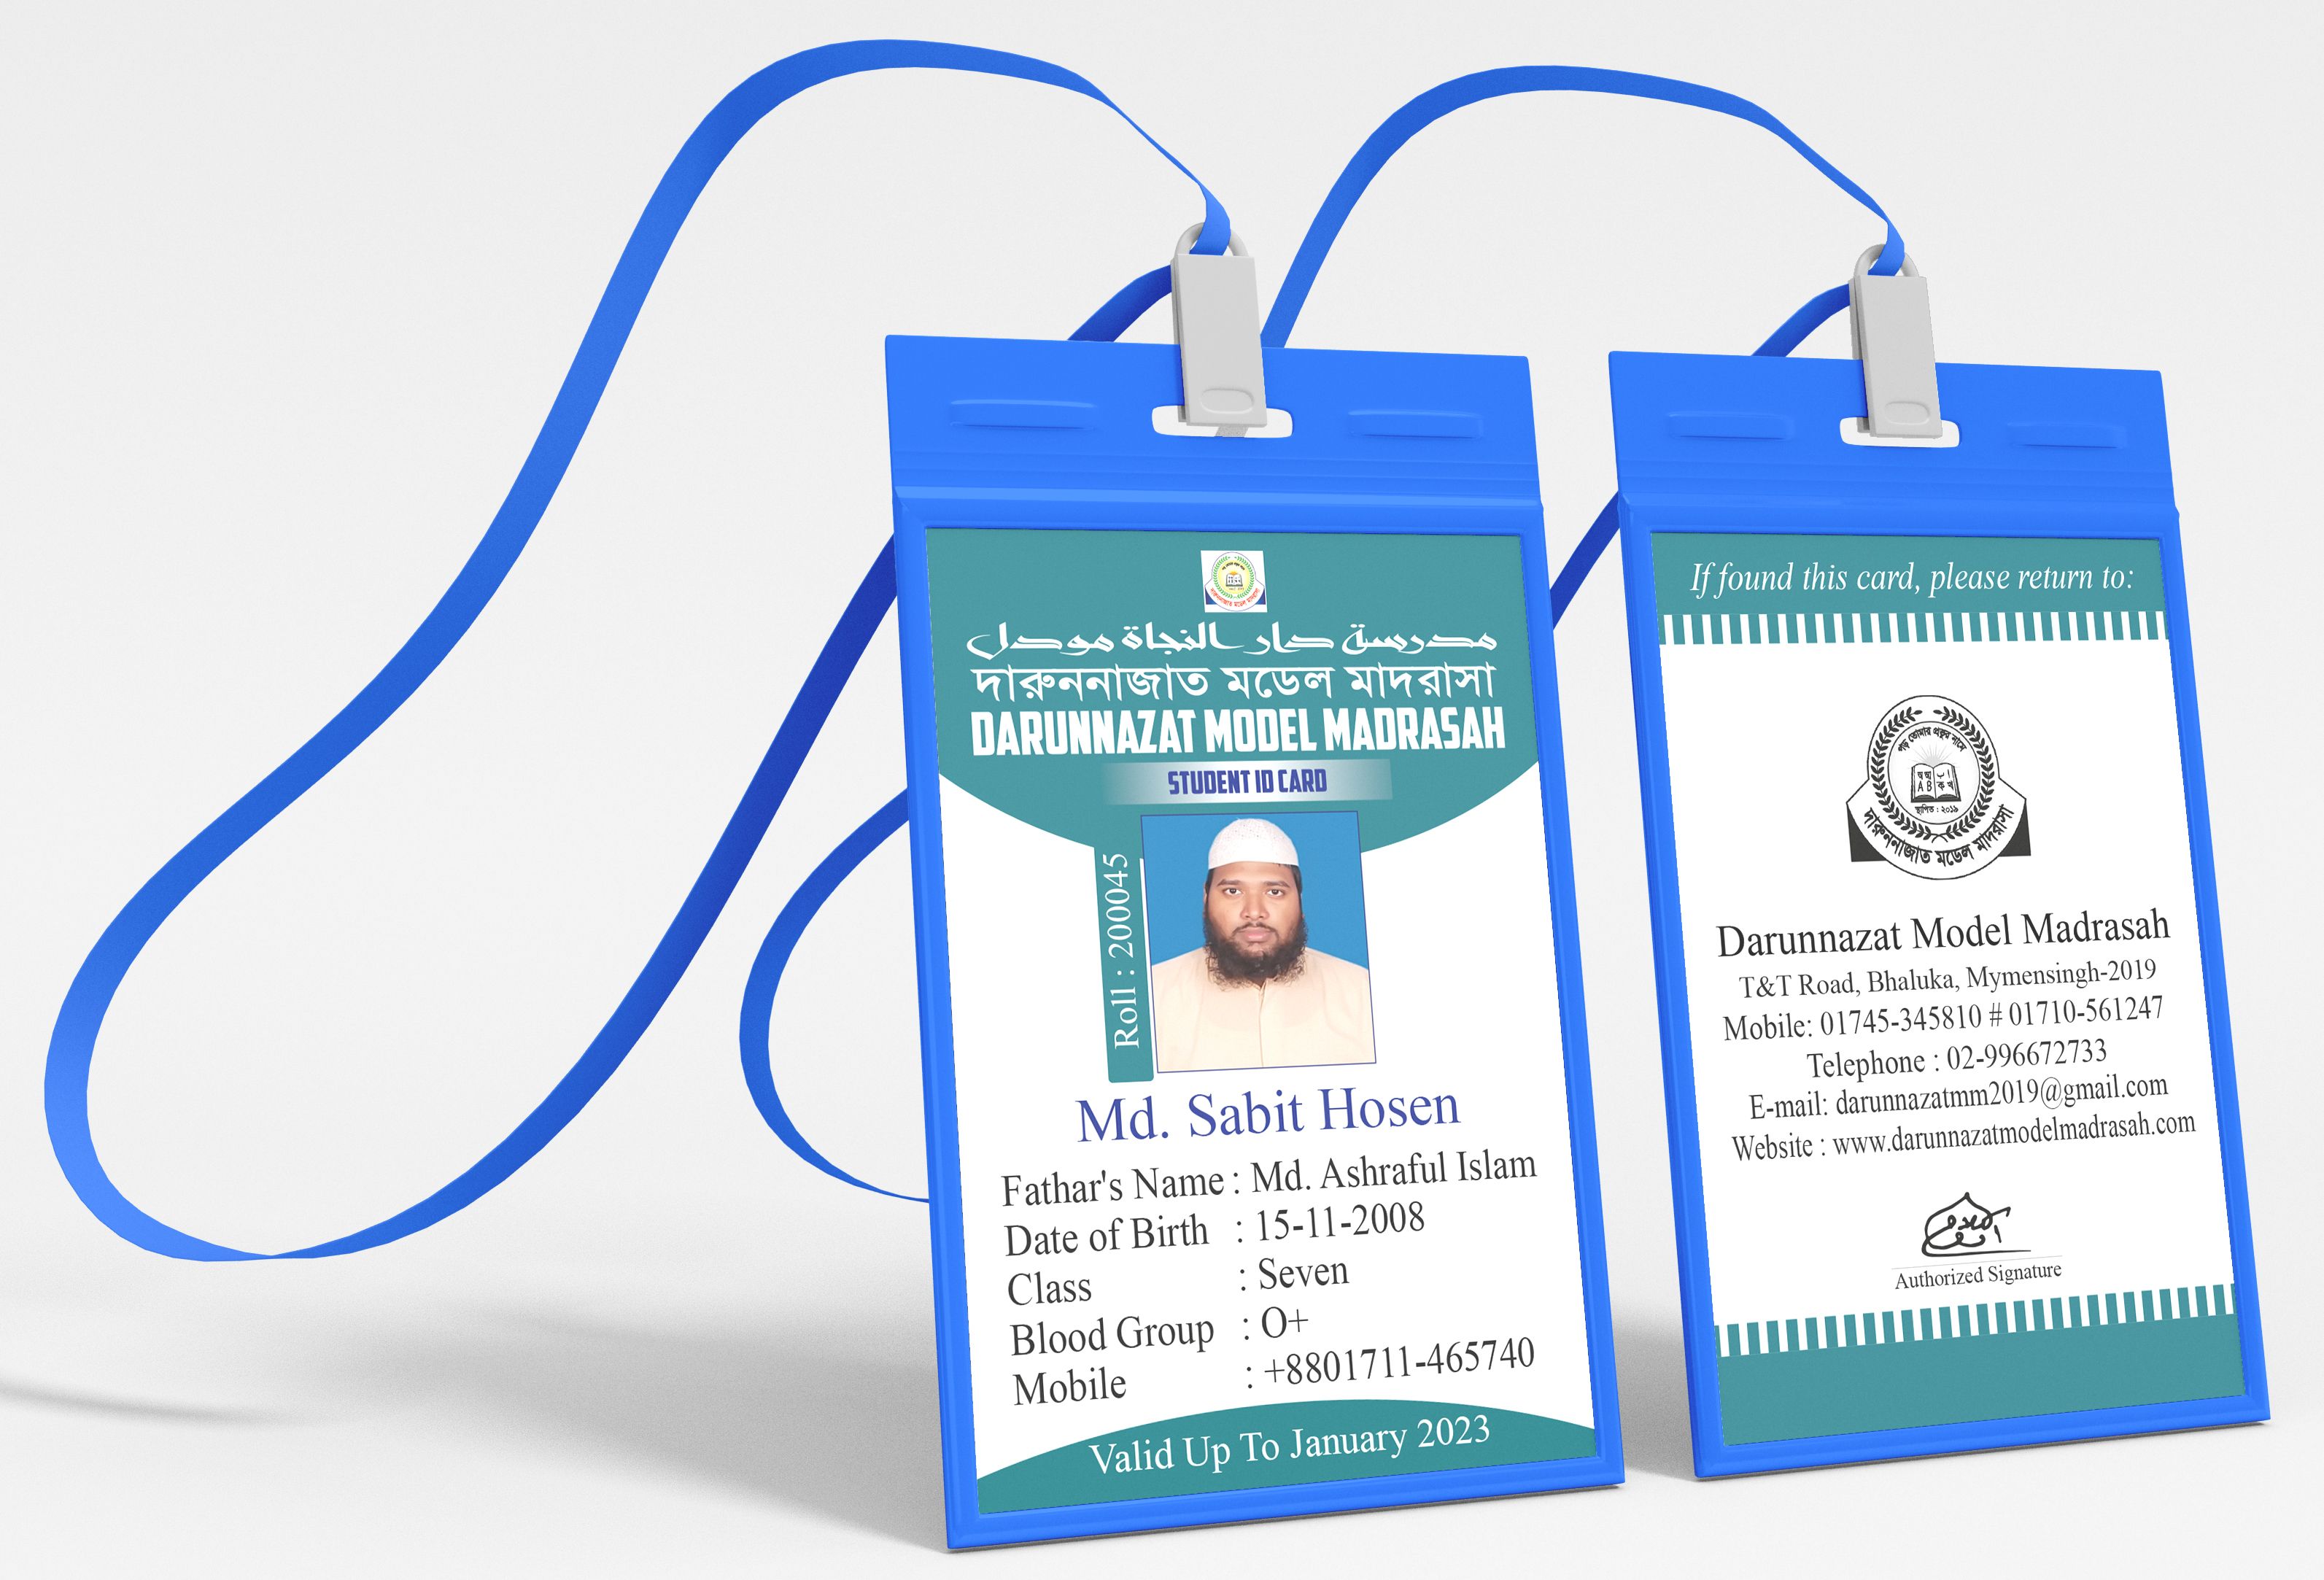 مدرسة دار النجاة موديل
দারুননাজাত মডেল মাদরাসা
DARUNNAZAT MODEL MADRASAH
STUDENT ID CARD
Roll : 200045
Md. Sabit Hosen
Fathar's Name : Md. Ashraful Islam
Date of Birth : 15-11-2008
Class : Seven
Blood Group : O+
Mobile : +8801711-465740
Valid Up To January 2023
If found this card, please return to:
পড় তোমার প্রভুর নামে
A B ক খ
স্থাপিত : ২০১৯
দারুননাজাত মডেল মাদরাসা
Darunnazat Model Madrasah
T&T Road, Bhaluka, Mymensingh-2019
Mobile: 01745-345810 # 01710-561247
Telephone : 02-996672733
E-mail: darunnazatmm2019@gmail.com
Website : www.darunnazatmodelmadrasah.com
Authorized Signature